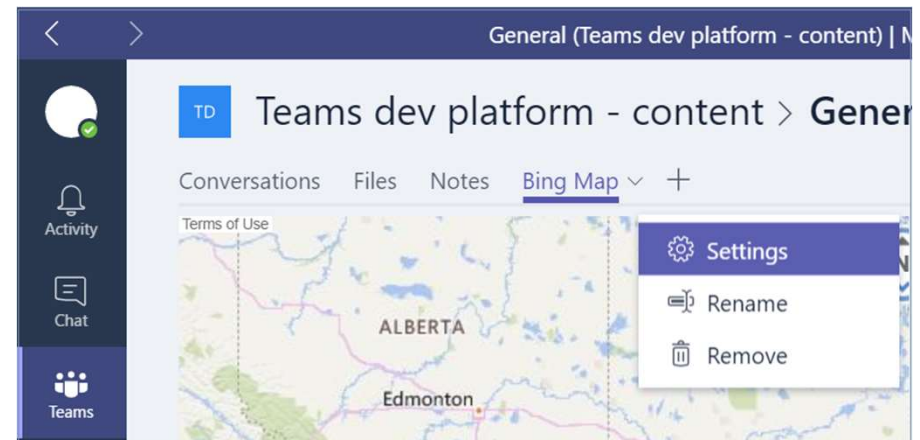 General (Teams dev platform - content) | M
TD Teams dev platform - content > Gener
Conversations Files Notes Bing Map +
Terms of Use
Activity
Chat
Teams
ALBERTA
Edmonton
Settings
Rename
Remove